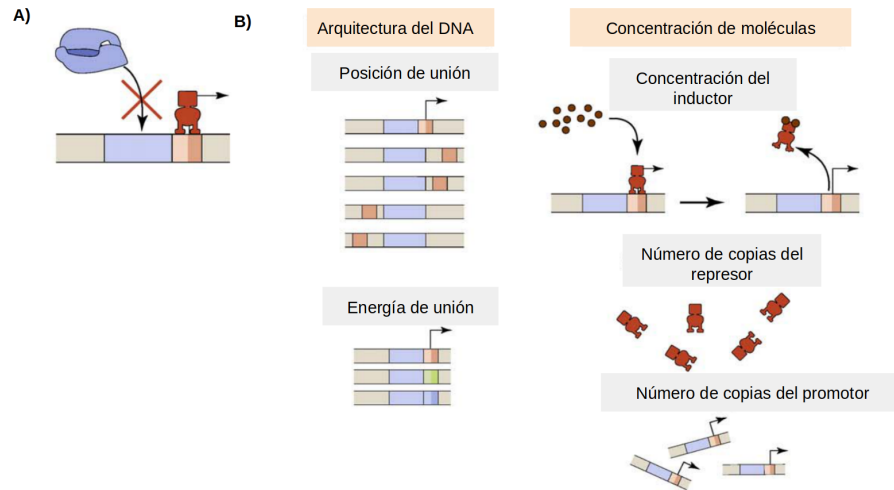 A)
B)
Arquitectura del DNA
Posición de unión
Energía de unión
Concentración de moléculas
Concentración del
inductor
Número de copias del
represor
Número de copias del promotor